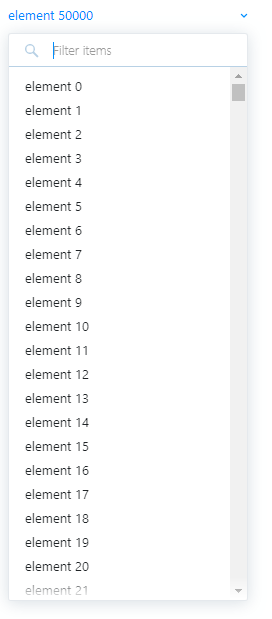 element 50000
Filter items
element 0
element 1
element 2
element 3
element 4
element 5
element 6
element 7
element 8
element 9
element 10
element 11
element 12
element 13
element 14
element 15
element 16
element 17
element 18
element 19
element 20
element 21